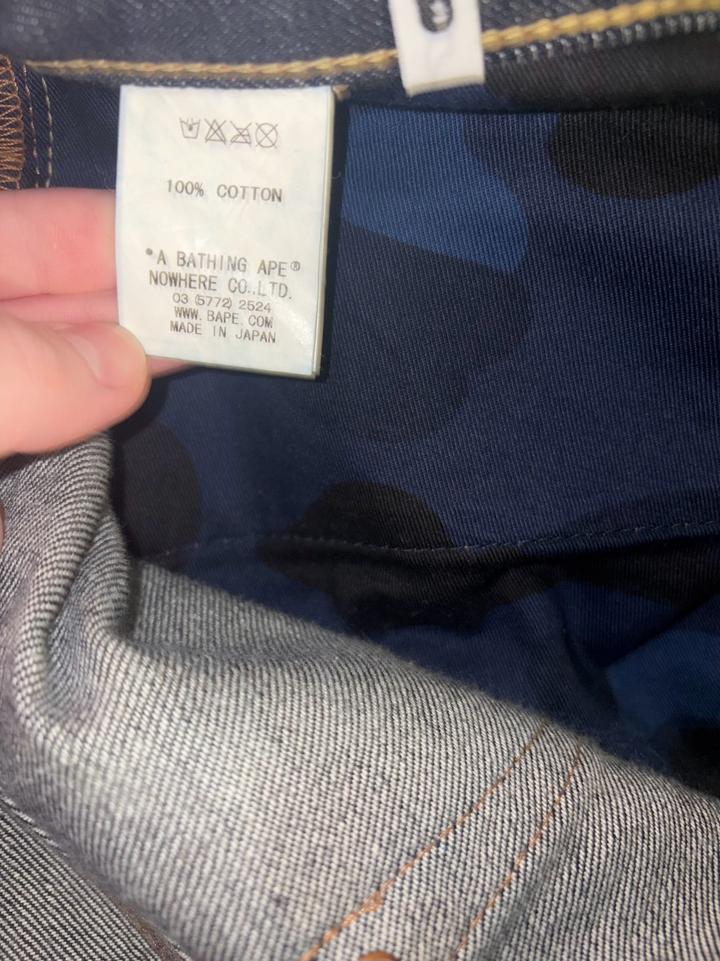 100% COTTON
*A BATHING APE®
NOWHERE CO.,LTD.
03 (5772) 2524
WWW. BAPE. COM
MADE IN JAPAN